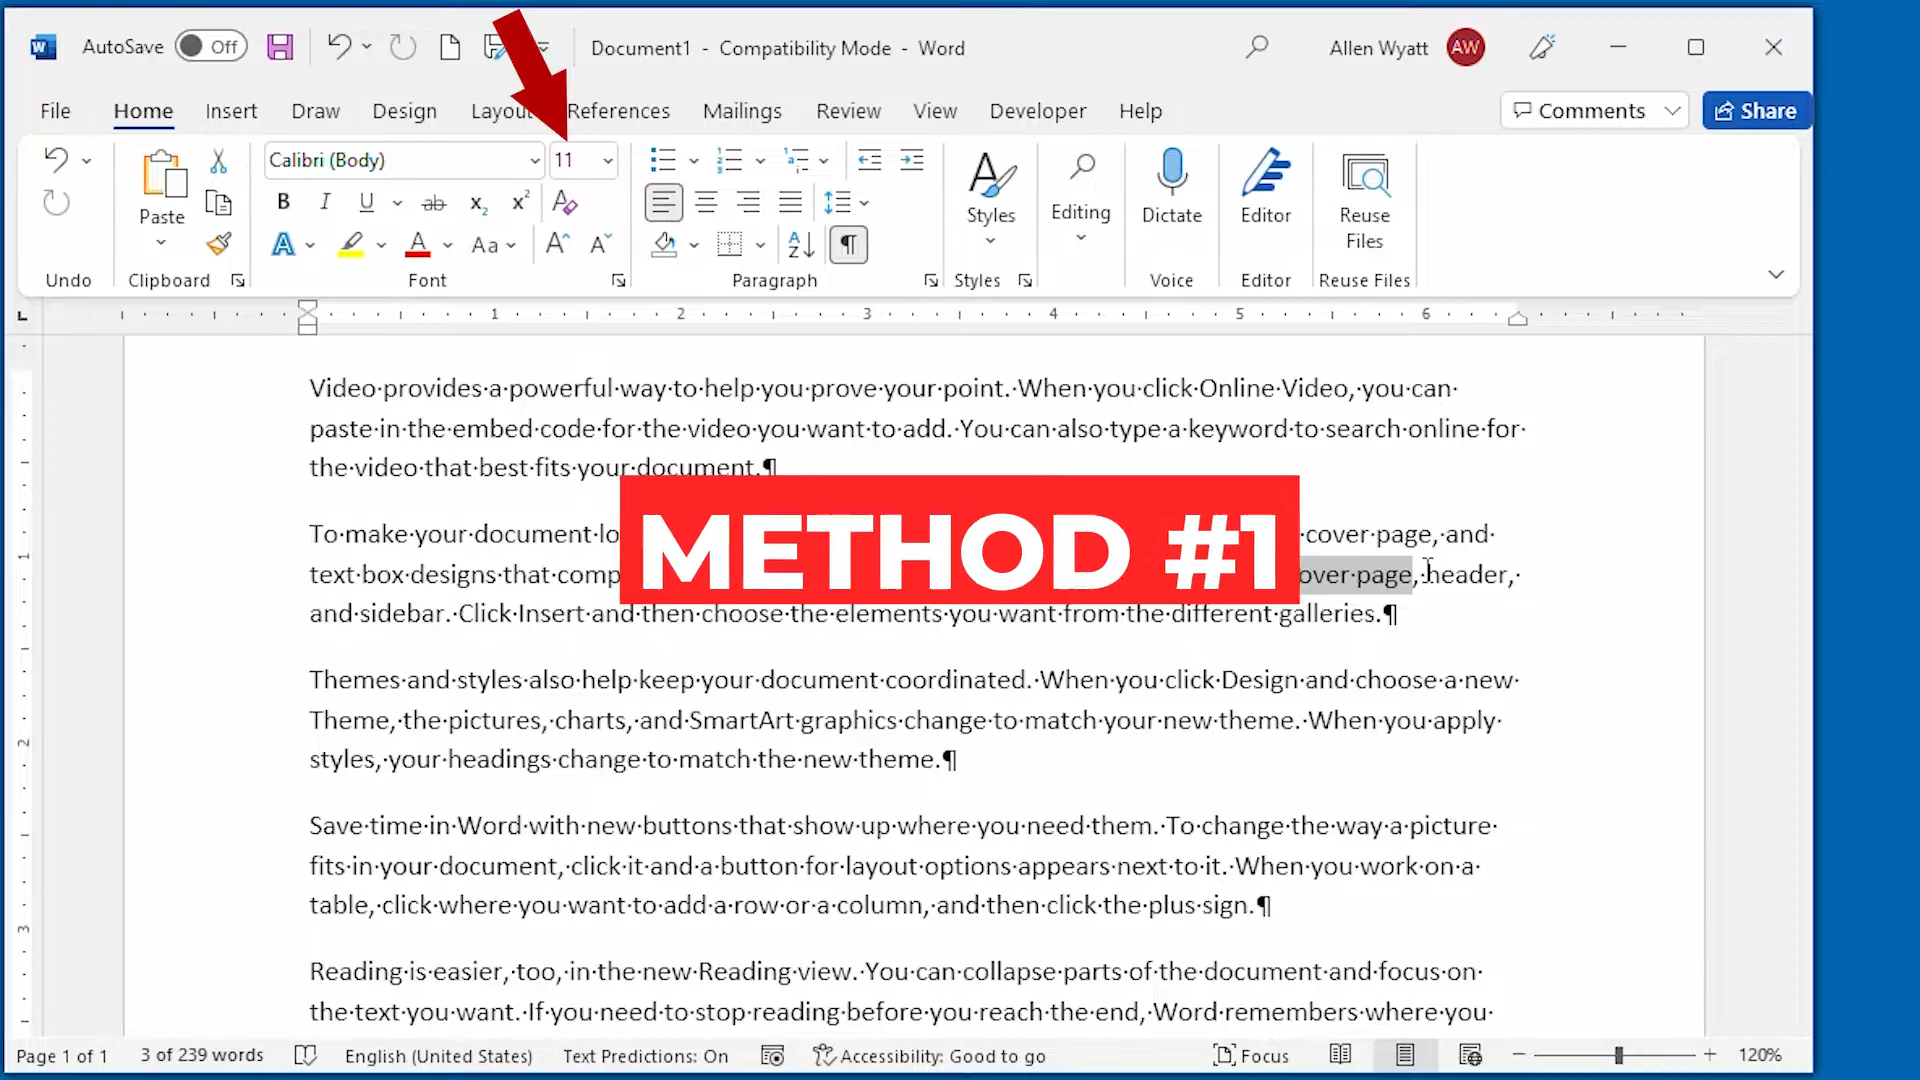 AutoSave Off Document1 - Compatibility Mode - Word Allen Wyatt AW
File Home Insert Draw Design Layout References Mailings Review View Developer Help Comments Share
Calibri (Body) 11
Paste Styles Editing Dictate Editor Reuse Files
Undo Clipboard Font Paragraph Styles Voice Editor Reuse Files
1 2 3 4 5 6
Video provides a powerful way to help you prove your point. When you click Online Video, you can
paste in the embed code for the video you want to add. You can also type a keyword to search online for
the video that best fits your document.¶
METHOD #1
To make your document lo cover page, and
text box designs that comp over page, header,
and sidebar. Click Insert and then choose the elements you want from the different galleries.¶
Themes and styles also help keep your document coordinated. When you click Design and choose a new
Theme, the pictures, charts, and SmartArt graphics change to match your new theme. When you apply
styles, your headings change to match the new theme.¶
Save time in Word with new buttons that show up where you need them. To change the way a picture
fits in your document, click it and a button for layout options appears next to it. When you work on a
table, click where you want to add a row or a column, and then click the plus sign.¶
Reading is easier, too, in the new Reading view. You can collapse parts of the document and focus on
the text you want. If you need to stop reading before you reach the end, Word remembers where you
Page 1 of 1 3 of 239 words English (United States) Text Predictions: On Accessibility: Good to go Focus 120%